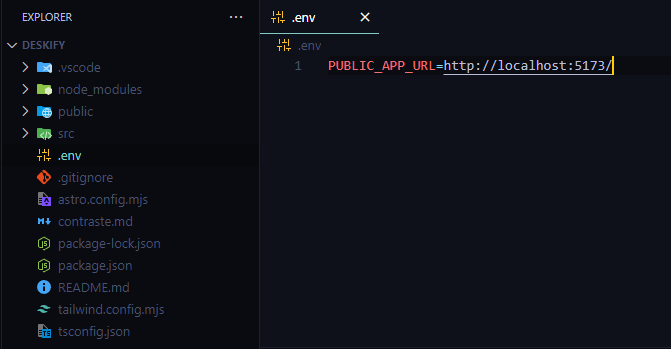 EXPLORER
DESKIFY
.vscode
node_modules
public
src
.env
.gitignore
astro.config.mjs
contraste.md
package-lock.json
package.json
README.md
tailwind.config.mjs
tsconfig.json
.env
.env
1 PUBLIC_APP_URL=http://localhost:5173/